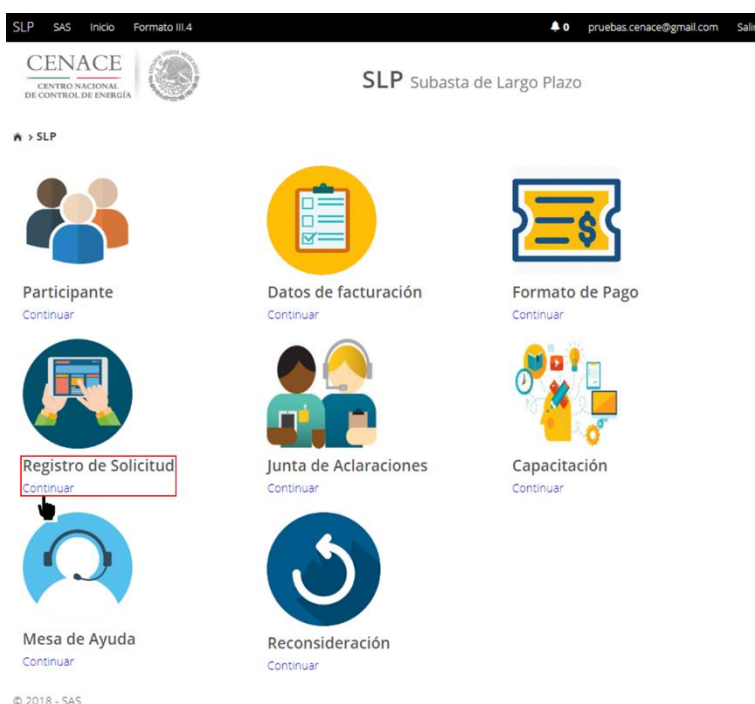 SLP SAS Inicio Formato III.4 0 pruebas.cenace@gmail.com
CENACE
CENTRO NACIONAL
DE CONTROL DE ENERGÍA
SLP Subasta de Largo Plazo
> SLP
Participante
Continuar
Datos de facturación
Continuar
Formato de Pago
Continuar
Registro de Solicitud
Continuar
Junta de Aclaraciones
Continuar
Capacitación
Continuar
Mesa de Ayuda
Continuar
Reconsideración
Continuar
© 2018 - SAS